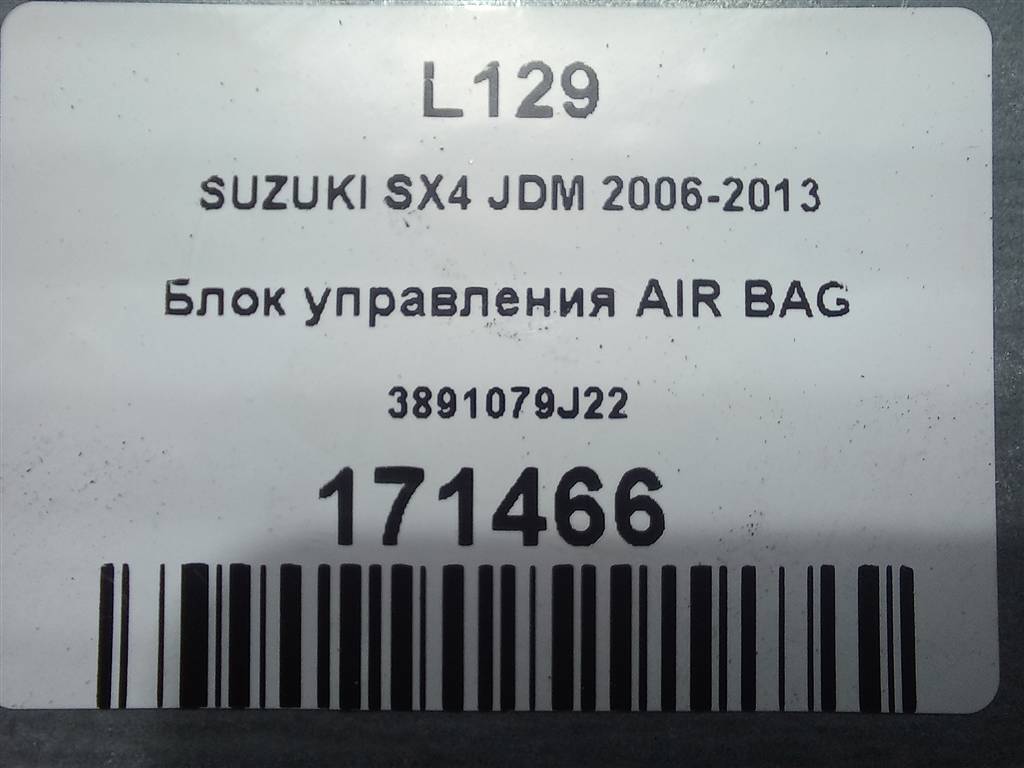 L129
SUZUKI SX4 JDM 2006-2013
Блок управления AIR BAG
3891079J22
171466